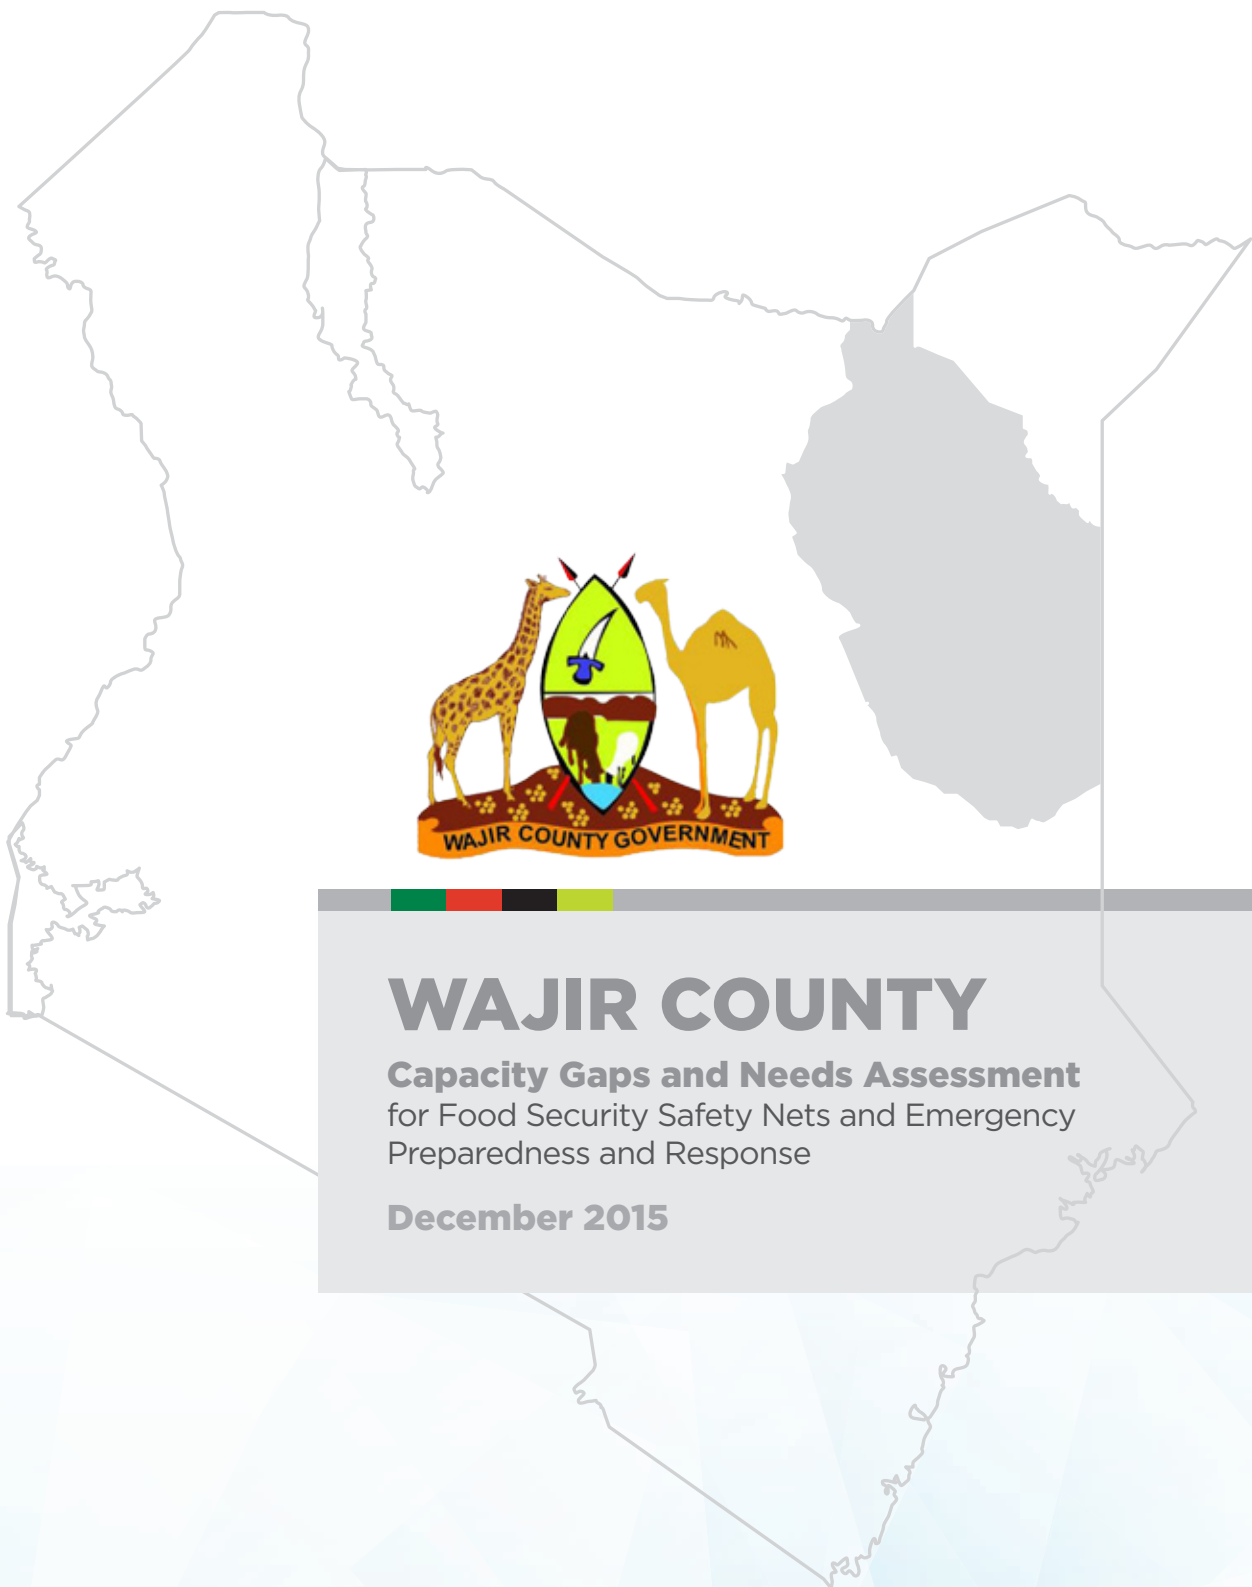 WAJIR COUNTY GOVERNMENT
WAJIR COUNTY
Capacity Gaps and Needs Assessment
for Food Security Safety Nets and Emergency
Preparedness and Response
December 2015